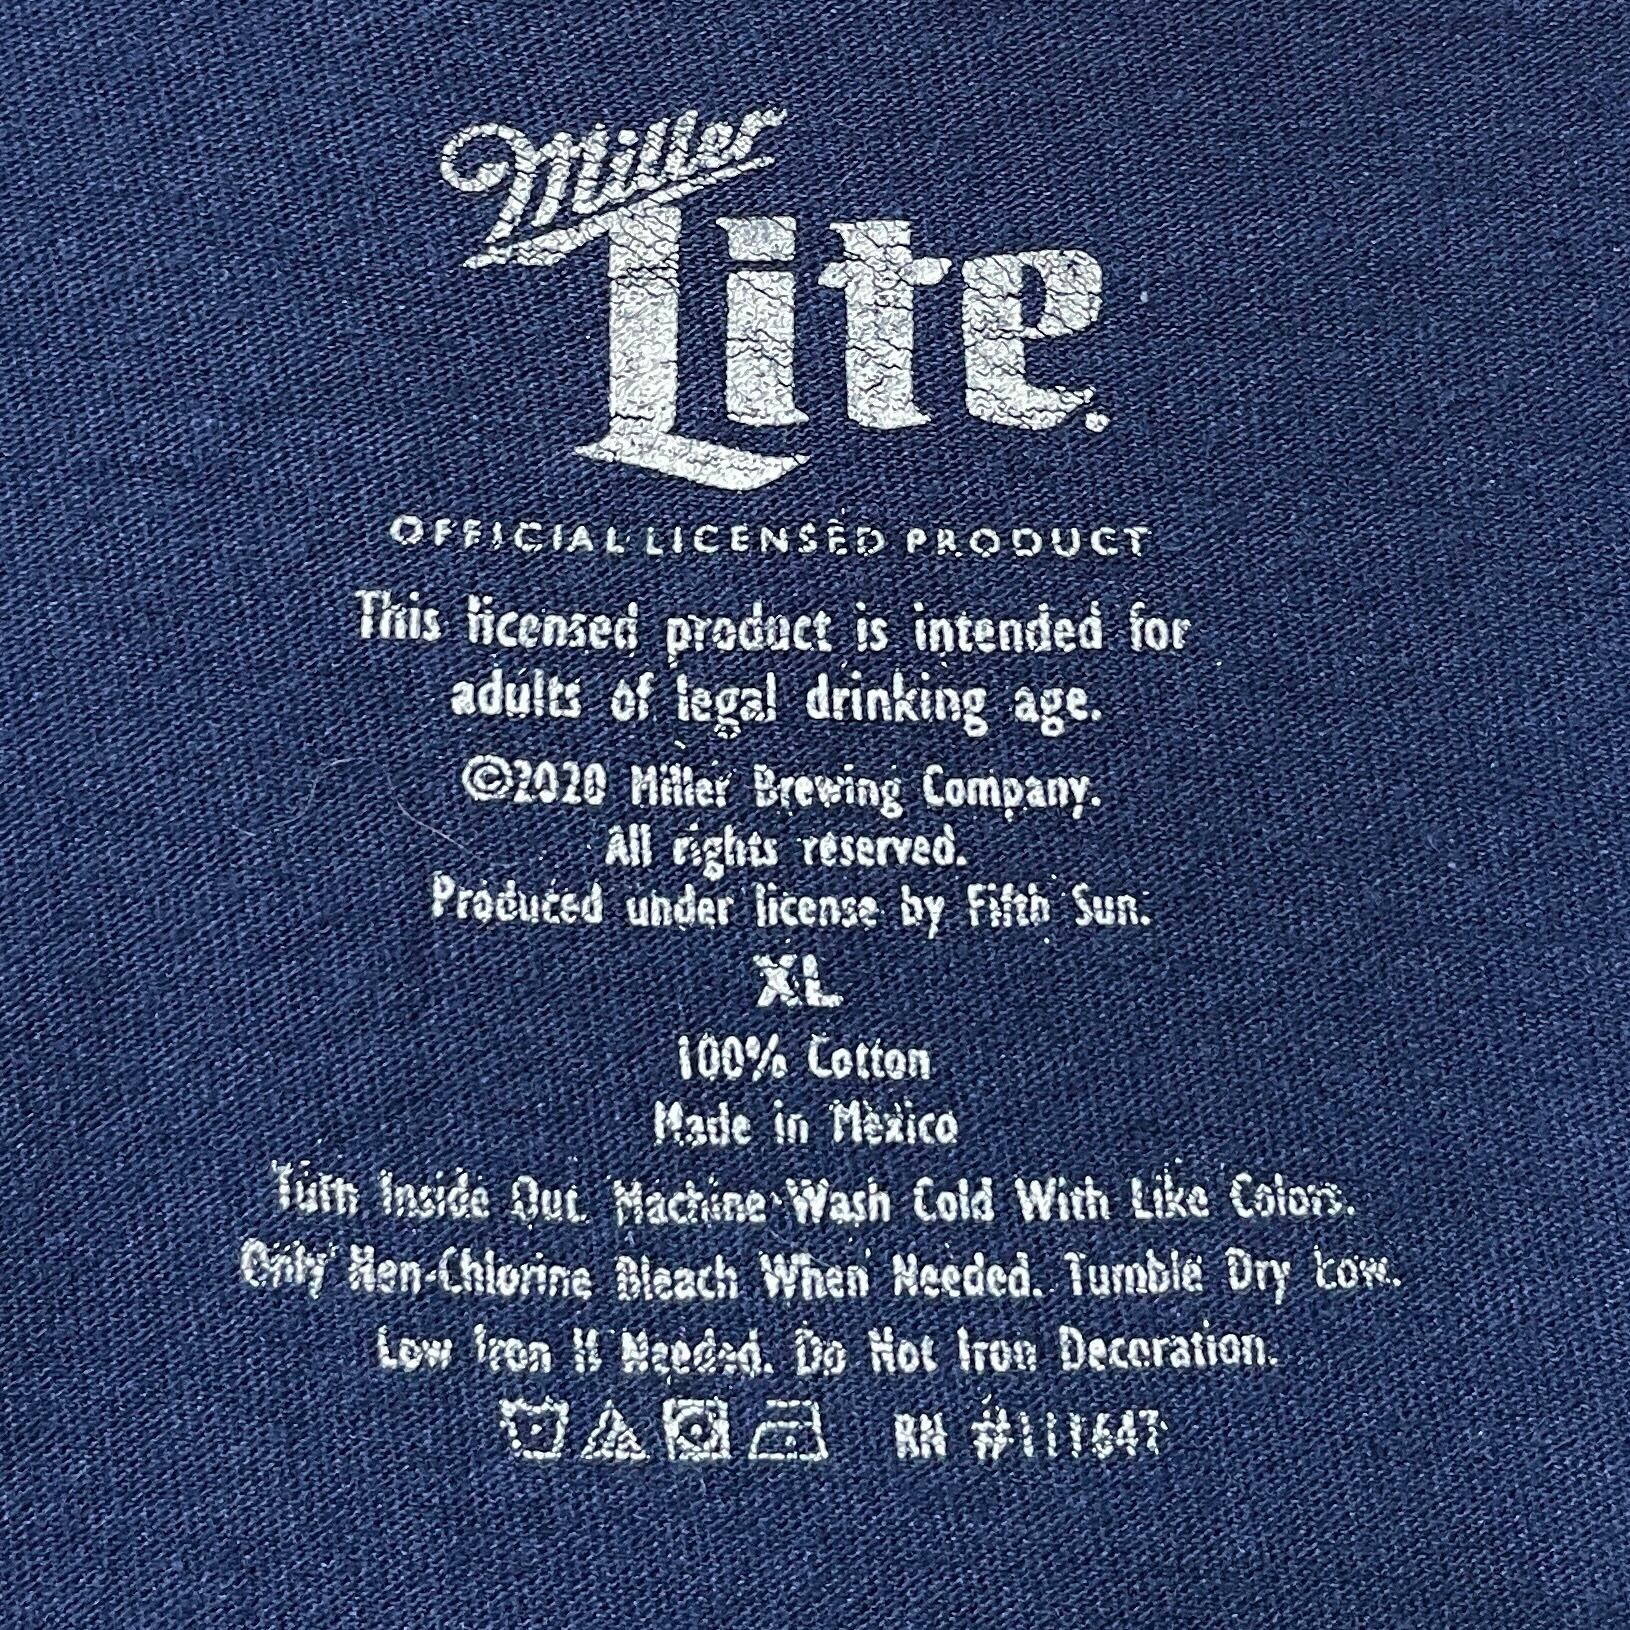 Miller
Lite
OFFICIAL LICENSED PRODUCT
This licensed product is intended for
adults of legal drinking age.
©2020 Miller Brewing Company.
All rights reserved.
Produced under license by Fifth Sun.
XL
100% Cotton
Made in Mexico
Turn Inside Out. Machine Wash Cold With Like Colors.
Only Non-Chlorine Bleach When Needed. Tumble Dry Low.
Low Iron If Needed. Do Not Iron Decoration.
RN #111647